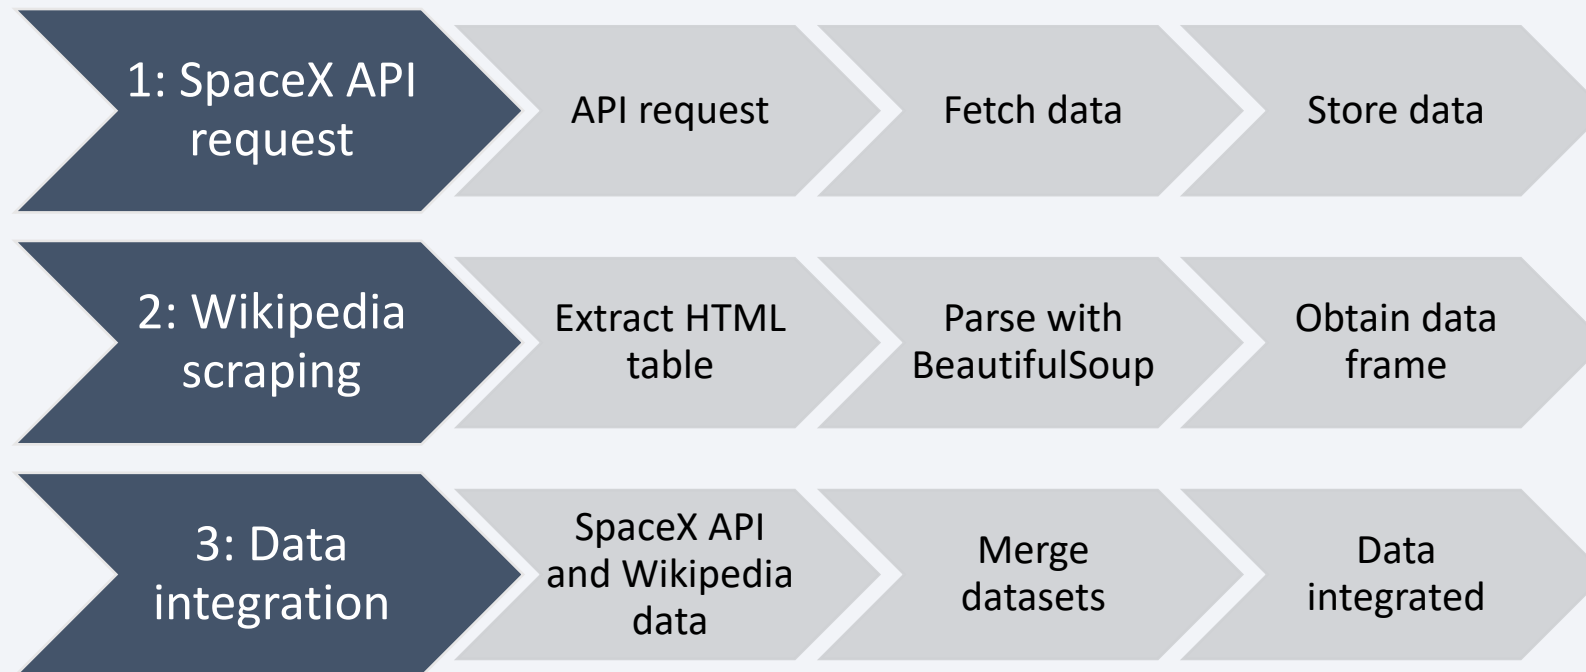 1: SpaceX API
request
API request
Fetch data
Store data
2: Wikipedia
scraping
Extract HTML
table
Parse with
BeautifulSoup
Obtain data
frame
3: Data
integration
SpaceX API
and Wikipedia
data
Merge
datasets
Data
integrated